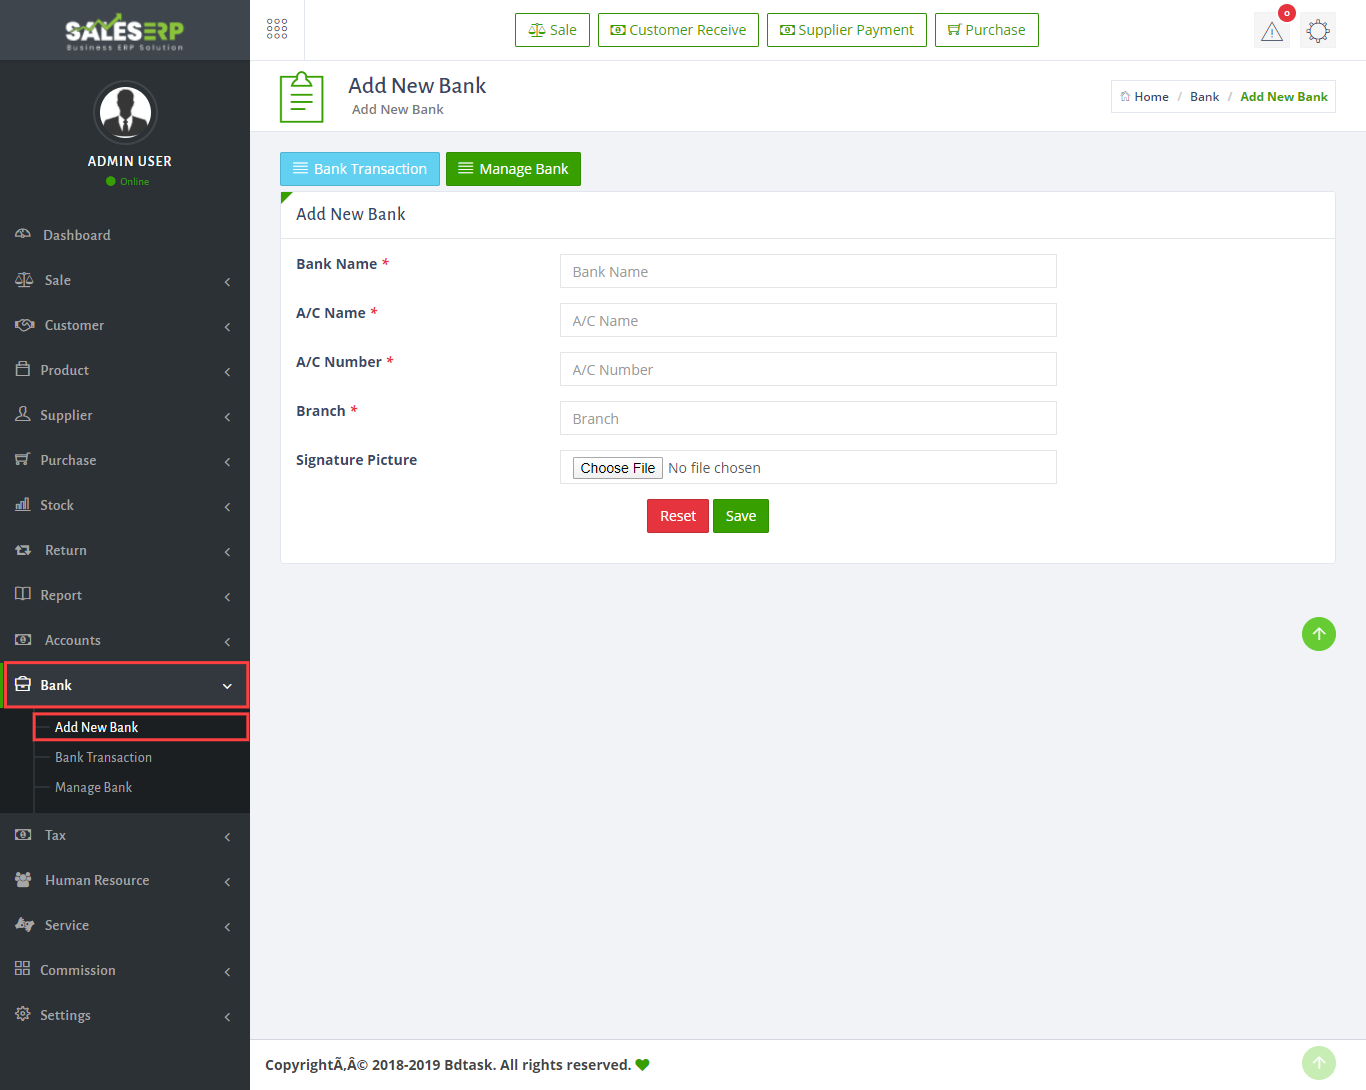 SALESERP
Business ERP Solution
Sale
Customer Receive
Supplier Payment
Purchase
0
ADMIN USER
Online
Dashboard
Sale
Customer
Product
Supplier
Purchase
Stock
Return
Report
Accounts
Bank
Add New Bank
Bank Transaction
Manage Bank
Tax
Human Resource
Service
Commission
Settings
Add New Bank
Add New Bank
Home / Bank / Add New Bank
Bank Transaction
Manage Bank
Add New Bank
Bank Name *
Bank Name
A/C Name *
A/C Name
A/C Number *
A/C Number
Branch *
Branch
Signature Picture
Choose File No file chosen
Reset
Save
CopyrightÃ‚Â© 2018-2019 Bdtask. All rights reserved.